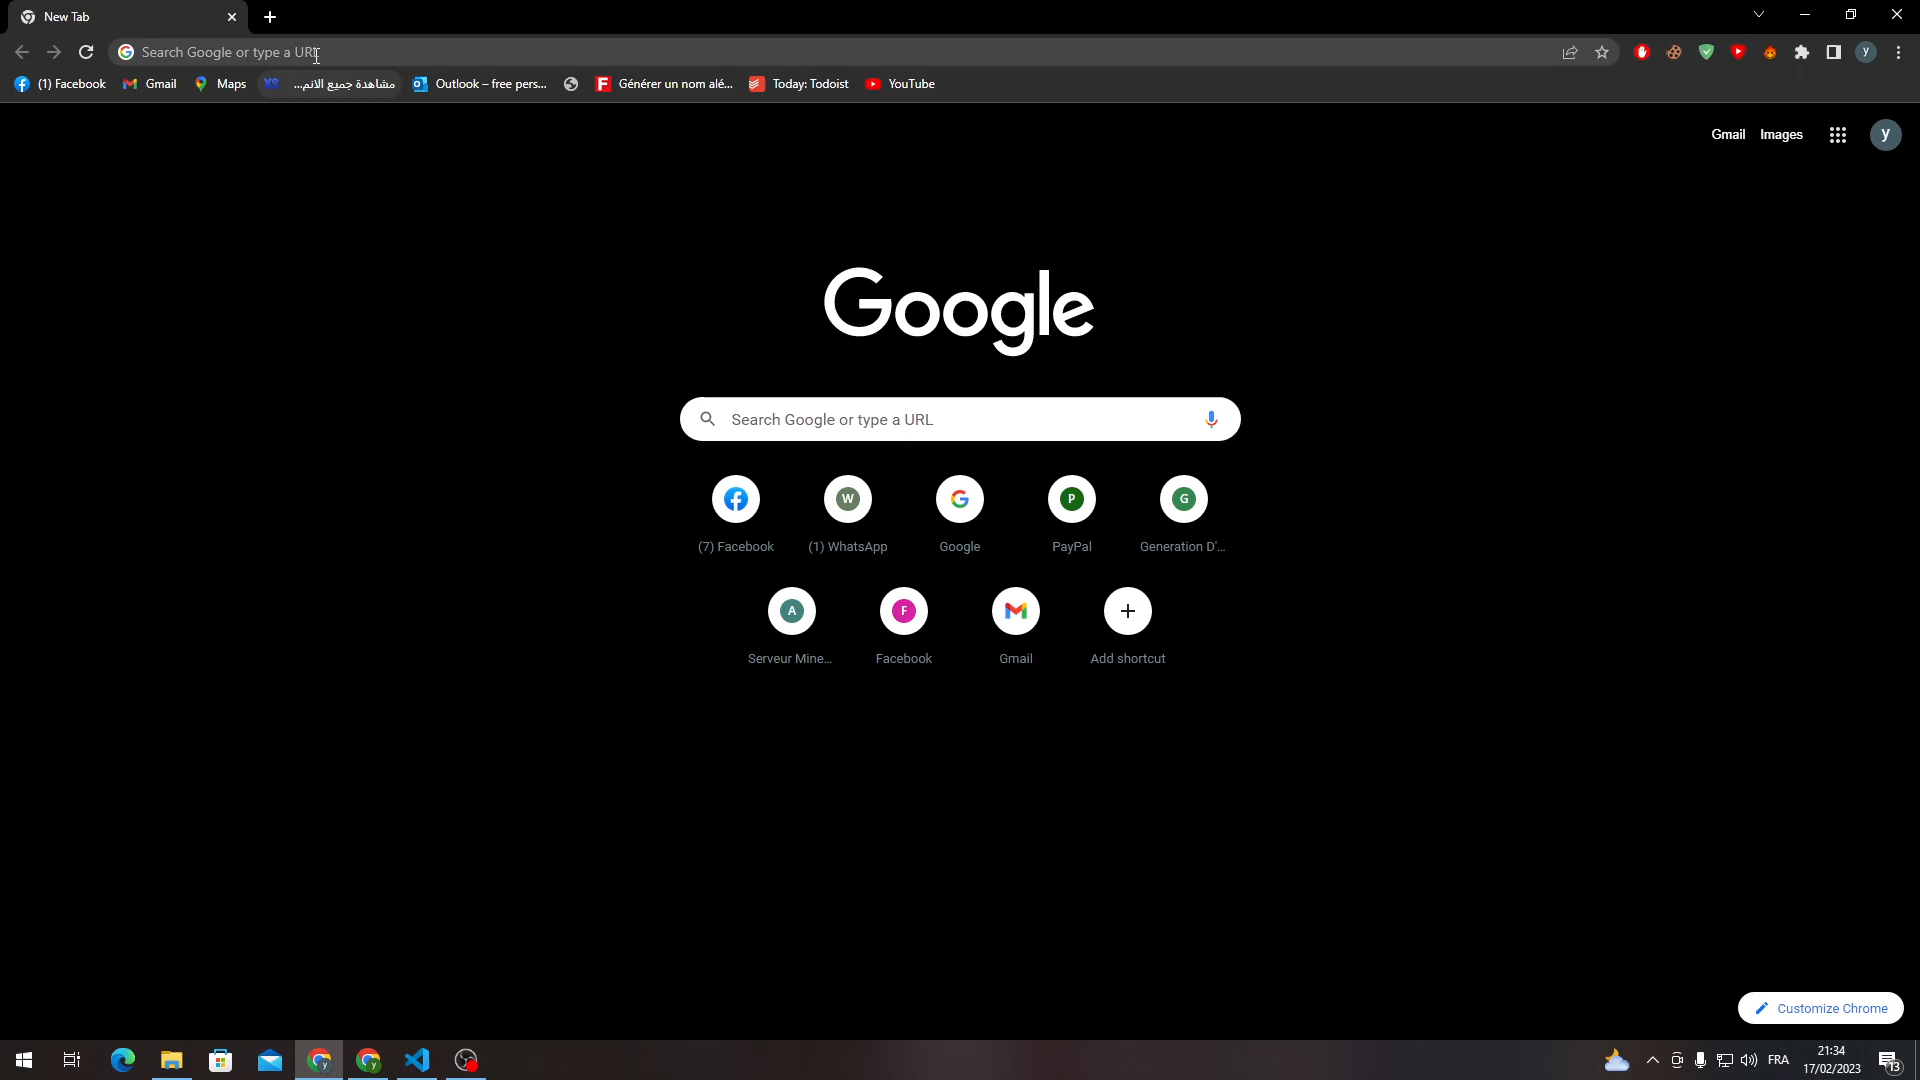 New Tab
Search Google or type a URL
(1) Facebook
Gmail
Maps
مشاهدة جميع الانم...
Outlook – free pers...
Générer un nom alé...
Today: Todoist
YouTube
Gmail
Images
y
Google
Search Google or type a URL
(7) Facebook
W
(1) WhatsApp
Google
P
PayPal
G
Generation D'...
A
Serveur Mine...
F
Facebook
Gmail
Add shortcut
Customize Chrome
FRA
21:34
17/02/2023
13